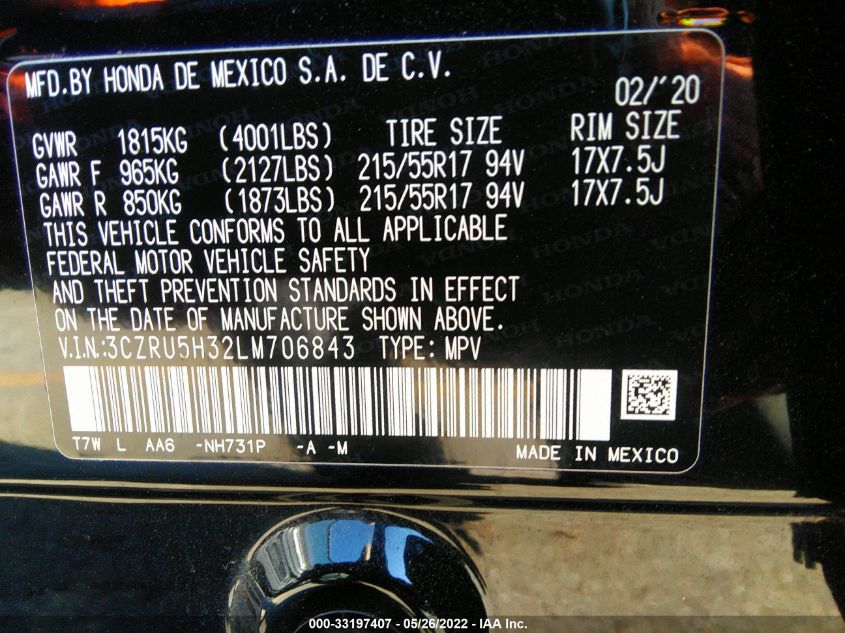 MFD.BY HONDA DE MEXICO S.A. DE C.V.
02/'20
GVWR 1815KG (4001LBS) TIRE SIZE RIM SIZE
GAWR F 965KG (2127LBS) 215/55R17 94V 17X7.5J
GAWR R 850KG (1873LBS) 215/55R17 94V 17X7.5J
THIS VEHICLE CONFORMS TO ALL APPLICABLE
FEDERAL MOTOR VEHICLE SAFETY
AND THEFT PREVENTION STANDARDS IN EFFECT
ON THE DATE OF MANUFACTURE SHOWN ABOVE.
V.I.N.:3CZRU5H32LM706843 TYPE: MPV
T7W L AA6 -NH731P -A -M
MADE IN MEXICO
000-33197407 - 05/26/2022 - IAA Inc.